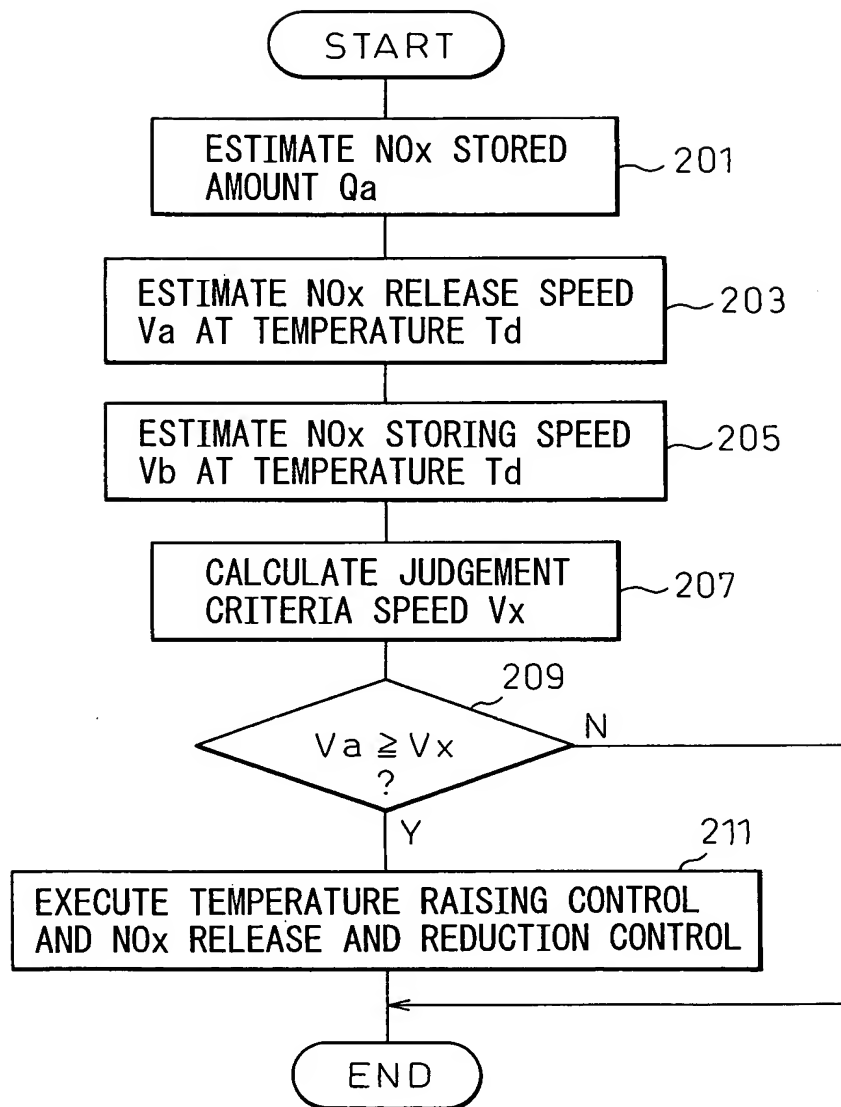 START
ESTIMATE NOx STORED
AMOUNT Qa
201
ESTIMATE NOx RELEASE SPEED
Va AT TEMPERATURE Td
203
ESTIMATE NOx STORING SPEED
Vb AT TEMPERATURE Td
205
CALCULATE JUDGEMENT
CRITERIA SPEED Vx
207
209
Va ≧ Vx
?
N
Y
211
EXECUTE TEMPERATURE RAISING CONTROL
AND NOx RELEASE AND REDUCTION CONTROL
END